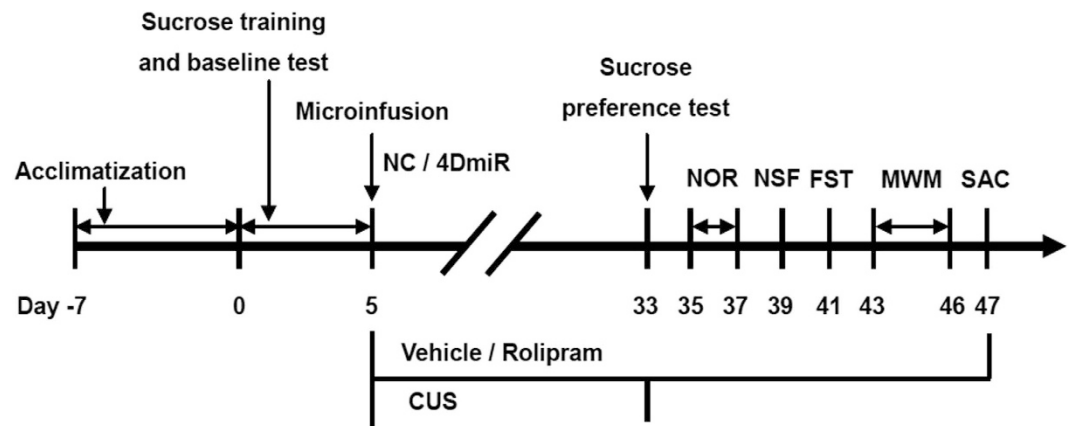 Sucrose training
and baseline test
Sucrose
preference test
Microinfusion
NC / 4DmiR
Acclimatization
NOR NSF FST MWM SAC
Day -7 0 5 33 35 37 39 41 43 46 47
Vehicle / Rolipram
CUS